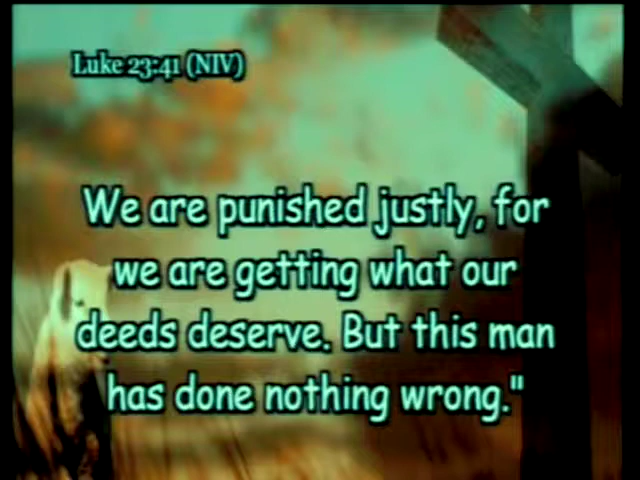 Luke 23:41 (NIV)
We are punished justly, for
we are getting what our
deeds deserve. But this man
has done nothing wrong."